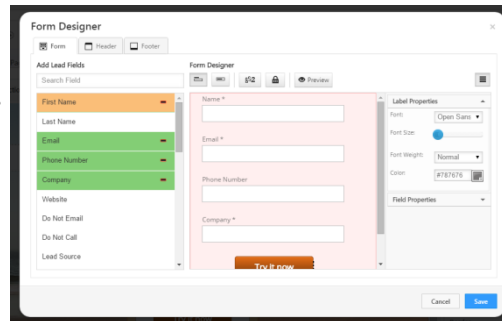 Form Designer
Form
Header
Footer
Add Lead Fields
Search Field
First Name
Last Name
Email
Phone Number
Company
Website
Do Not Email
Do Not Call
Lead Source
Form Designer
Preview
Name *
Email *
Phone Number
Company *
Try it now
Label Properties
Font:
Open Sans
Font Size:
Font Weight:
Normal
Color:
#787676
Field Properties
Cancel
Save